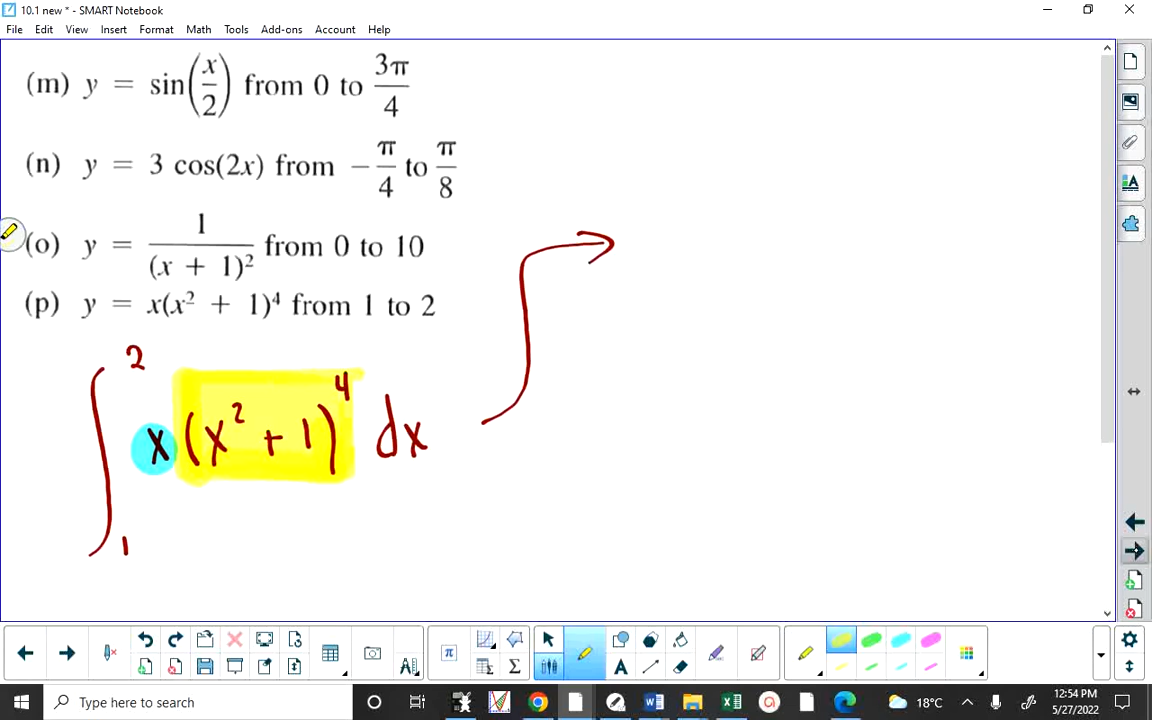 10.1 new * - SMART Notebook
File Edit View Insert Format Math Tools Add-ons Account Help
(m) y = sin(x/2) from 0 to 3π/4
(n) y = 3 cos(2x) from -π/4 to π/8
(o) y = 1/(x + 1)² from 0 to 10
(p) y = x(x² + 1)⁴ from 1 to 2
∫₁² x(x² + 1)⁴ dx
Type here to search
18°C
12:54 PM
5/27/2022